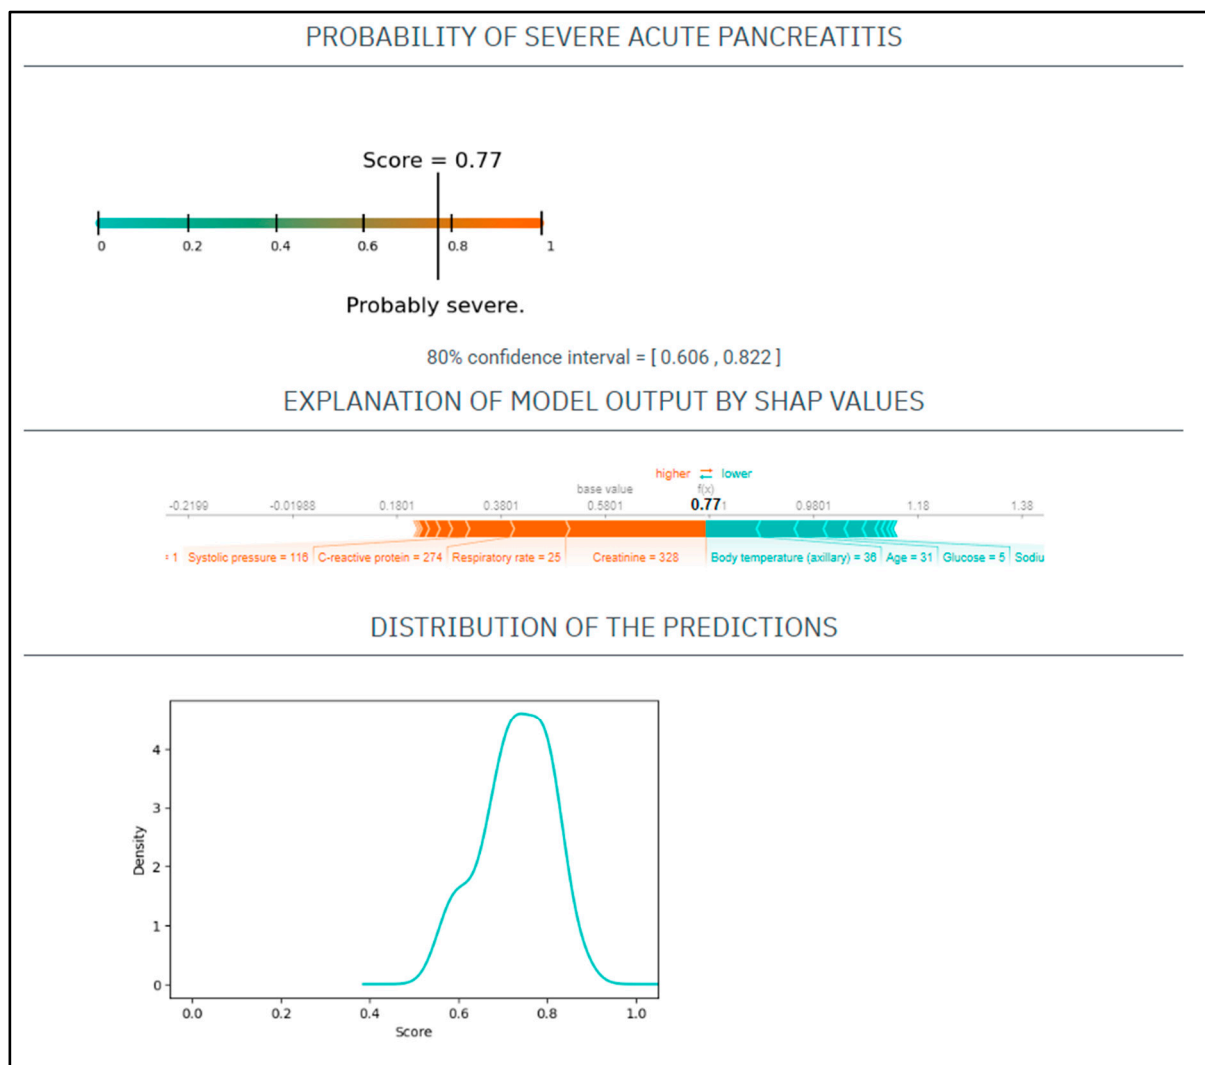 PROBABILITY OF SEVERE ACUTE PANCREATITIS
Score = 0.77
0 0.2 0.4 0.6 0.8 1
Probably severe.
80% confidence interval = [ 0.606 , 0.822 ]
EXPLANATION OF MODEL OUTPUT BY SHAP VALUES
higher ⇄ lower
base value f(x)
-0.2199 -0.01988 0.1801 0.3801 0.5801 0.77 1 0.9801 1.18 1.38
= 1 Systolic pressure = 116 C-reactive protein = 274 Respiratory rate = 25 Creatinine = 328 Body temperature (axillary) = 36 Age = 31 Glucose = 5 Sodiu
DISTRIBUTION OF THE PREDICTIONS
4
3
Density
2
1
0
0.0 0.2 0.4 0.6 0.8 1.0
Score